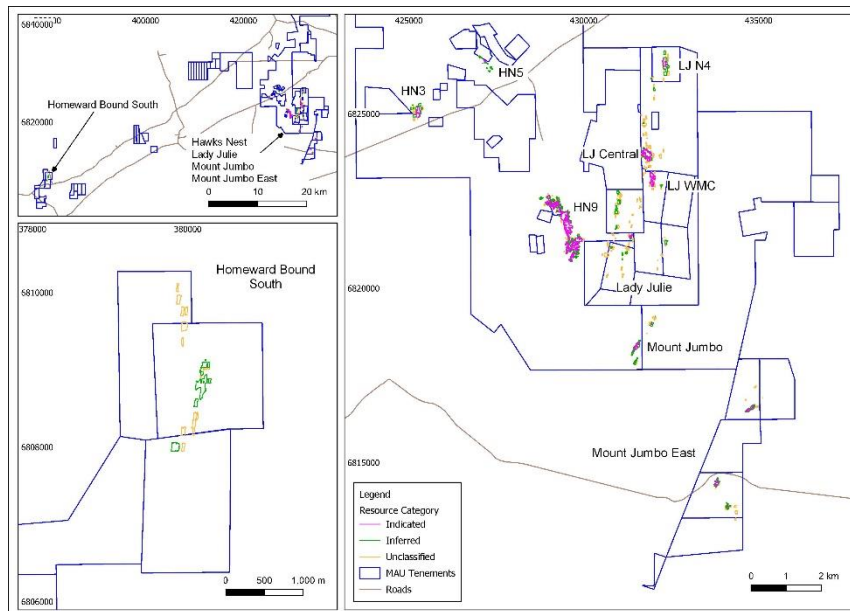 400000
420000
6840000
6820000
Homeward Bound South
Hawks Nest
Lady Julie
Mount Jumbo
Mount Jumbo East
0 10 20 km
378000
380000
6810000
6808000
6806000
Homeward Bound
South
0 500 1,000 m
425000
430000
435000
6825000
6820000
6815000
HN5
HN3
LJ N4
LJ Central
LJ WMC
HN9
Lady Julie
Mount Jumbo
Mount Jumbo East
Legend
Resource Category
Indicated
Inferred
Unclassified
MAU Tenements
Roads
0 1 2 km